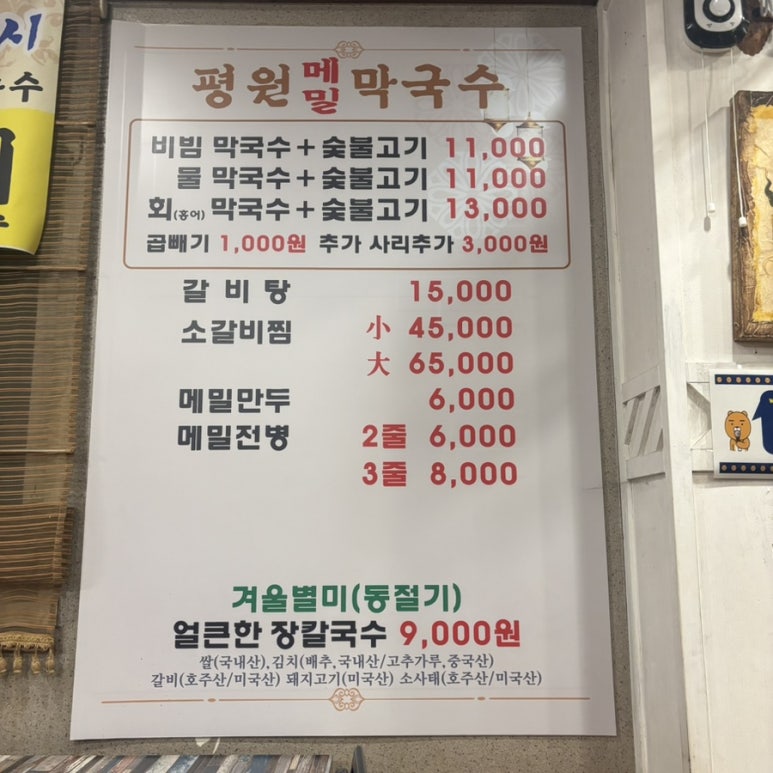 시
수
평원 메밀 막국수
비빔 막국수+숯불고기 11,000
물 막국수+숯불고기 11,000
회(홍어) 막국수+숯불고기 13,000
곱빼기 1,000원 추가 사리추가 3,000원
갈비탕 15,000
소갈비찜 小 45,000
大 65,000
메밀만두 6,000
메밀전병 2줄 6,000
3줄 8,000
겨울별미(동절기)
얼큰한 장칼국수 9,000원
쌀(국내산),김치(배추,국내산/고추가루,중국산)
갈비(호주산/미국산) 돼지고기(미국산) 소사태(호주산/미국산)